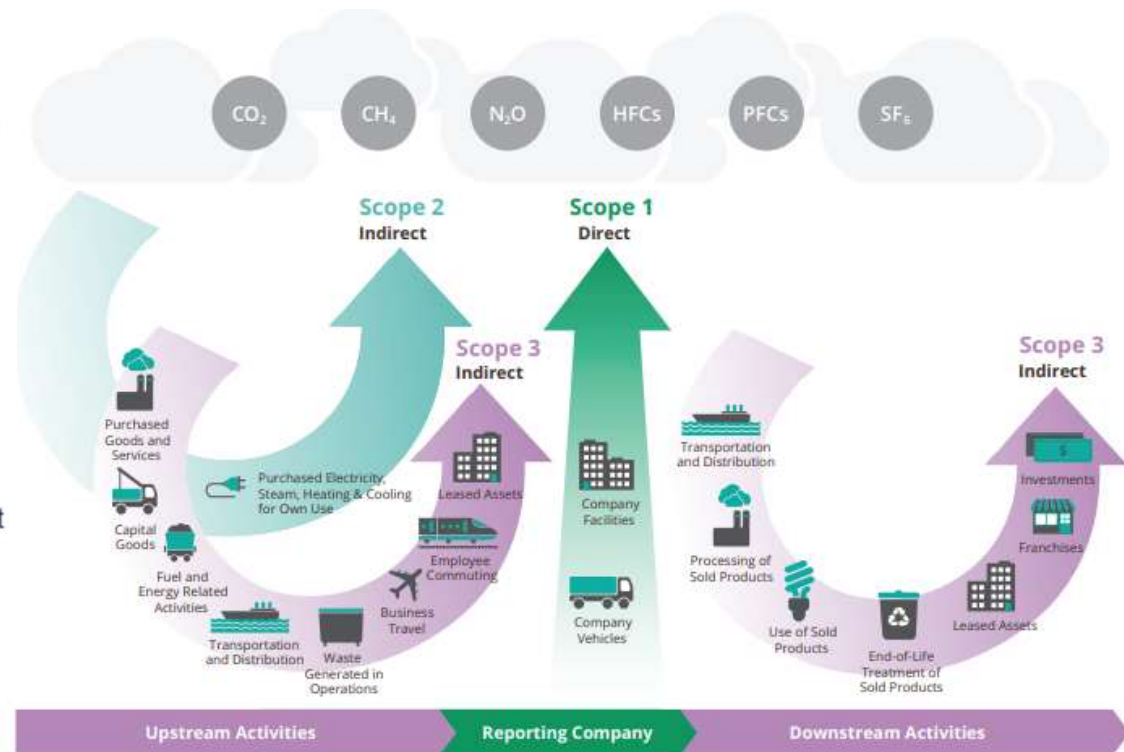 CO₂
CH₄
N₂O
HFCs
PFCs
SF₆
Scope 2
Indirect
Scope 1
Direct
Scope 3
Indirect
Scope 3
Indirect
Purchased
Goods and
Services
Capital
Goods
Fuel and
Energy Related
Activities
Purchased Electricity,
Steam, Heating & Cooling
for Own Use
Transportation
and Distribution
Waste
Generated in
Operations
Business
Travel
Employee
Commuting
Leased Assets
Company
Facilities
Company
Vehicles
Transportation
and Distribution
Processing of
Sold Products
Use of Sold
Products
End-of-Life
Treatment of
Sold Products
Leased Assets
Franchises
$
Investments
Upstream Activities
Reporting Company
Downstream Activities